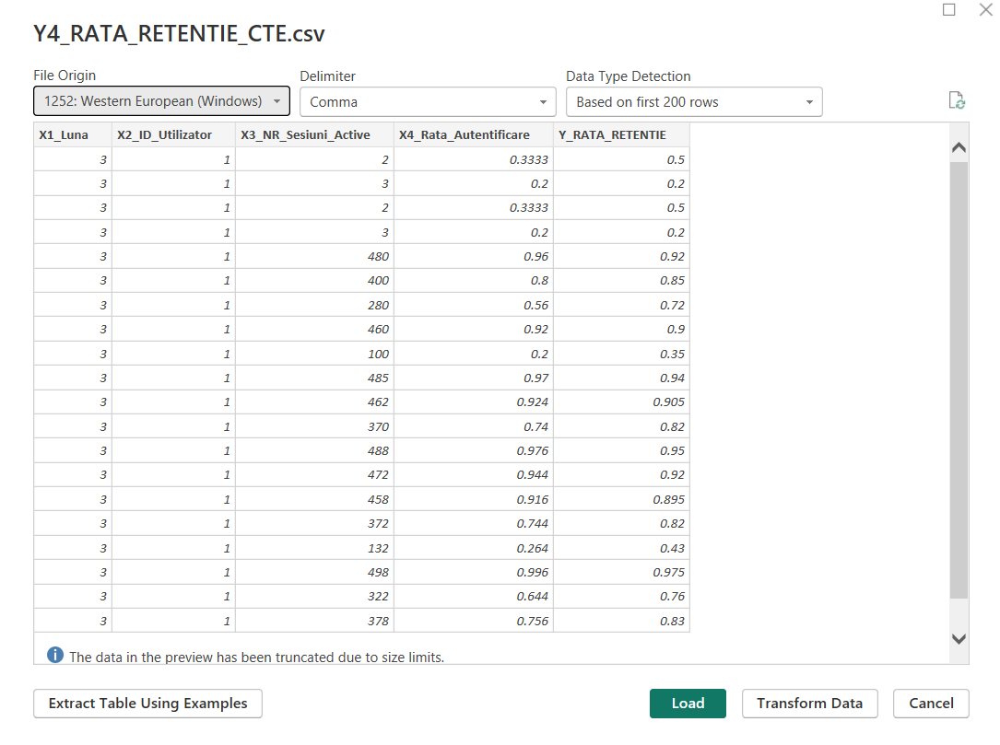 Y4_RATA_RETENTIE_CTE.csv
File Origin Delimiter Data Type Detection
1252: Western European (Windows) Comma Based on first 200 rows
X1_Luna X2_ID_Utilizator X3_NR_Sesiuni_Active X4_Rata_Autentificare Y_RATA_RETENTIE
3 1 2 0.3333 0.5
3 1 3 0.2 0.2
3 1 2 0.3333 0.5
3 1 3 0.2 0.2
3 1 480 0.96 0.92
3 1 400 0.8 0.85
3 1 280 0.56 0.72
3 1 460 0.92 0.9
3 1 100 0.2 0.35
3 1 485 0.97 0.94
3 1 462 0.924 0.905
3 1 370 0.74 0.82
3 1 488 0.976 0.95
3 1 472 0.944 0.92
3 1 458 0.916 0.895
3 1 372 0.744 0.82
3 1 132 0.264 0.43
3 1 498 0.996 0.975
3 1 322 0.644 0.76
3 1 378 0.756 0.83
The data in the preview has been truncated due to size limits.
Extract Table Using Examples Load Transform Data Cancel